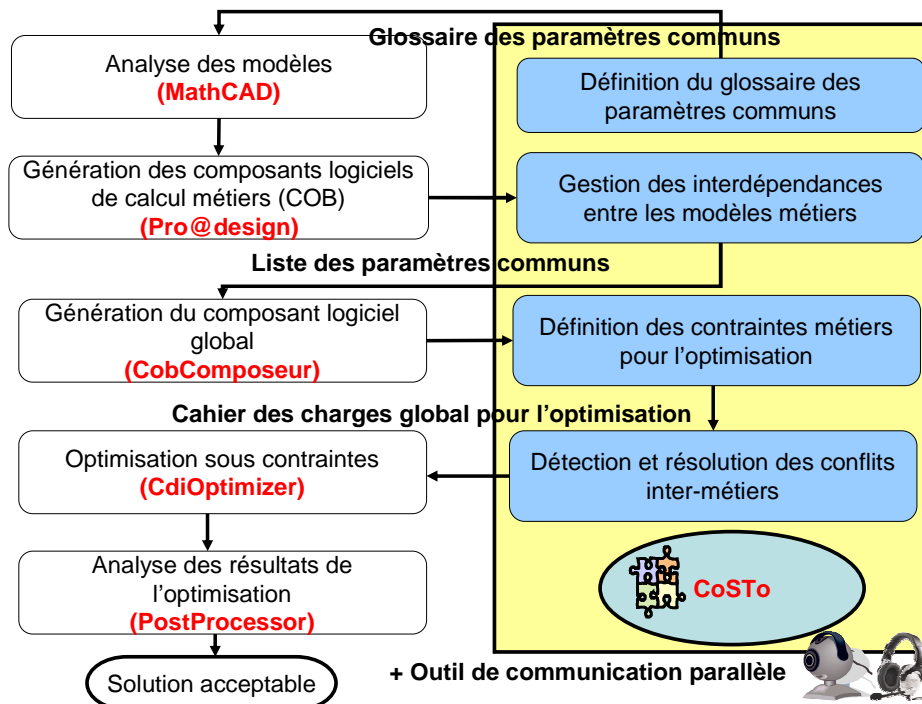 Glossaire des paramètres communs
Analyse des modèles
(MathCAD)
Définition du glossaire des
paramètres communs
Génération des composants logiciels
de calcul métiers (COB)
(Pro@design)
Gestion des interdépendances
entre les modèles métiers
Liste des paramètres communs
Génération du composant logiciel
global
(CobComposeur)
Définition des contraintes métiers
pour l’optimisation
Cahier des charges global pour l’optimisation
Optimisation sous contraintes
(CdiOptimizer)
Détection et résolution des conflits
inter-métiers
Analyse des résultats de
l’optimisation
(PostProcessor)
CoSTo
Solution acceptable
+ Outil de communication parallèle